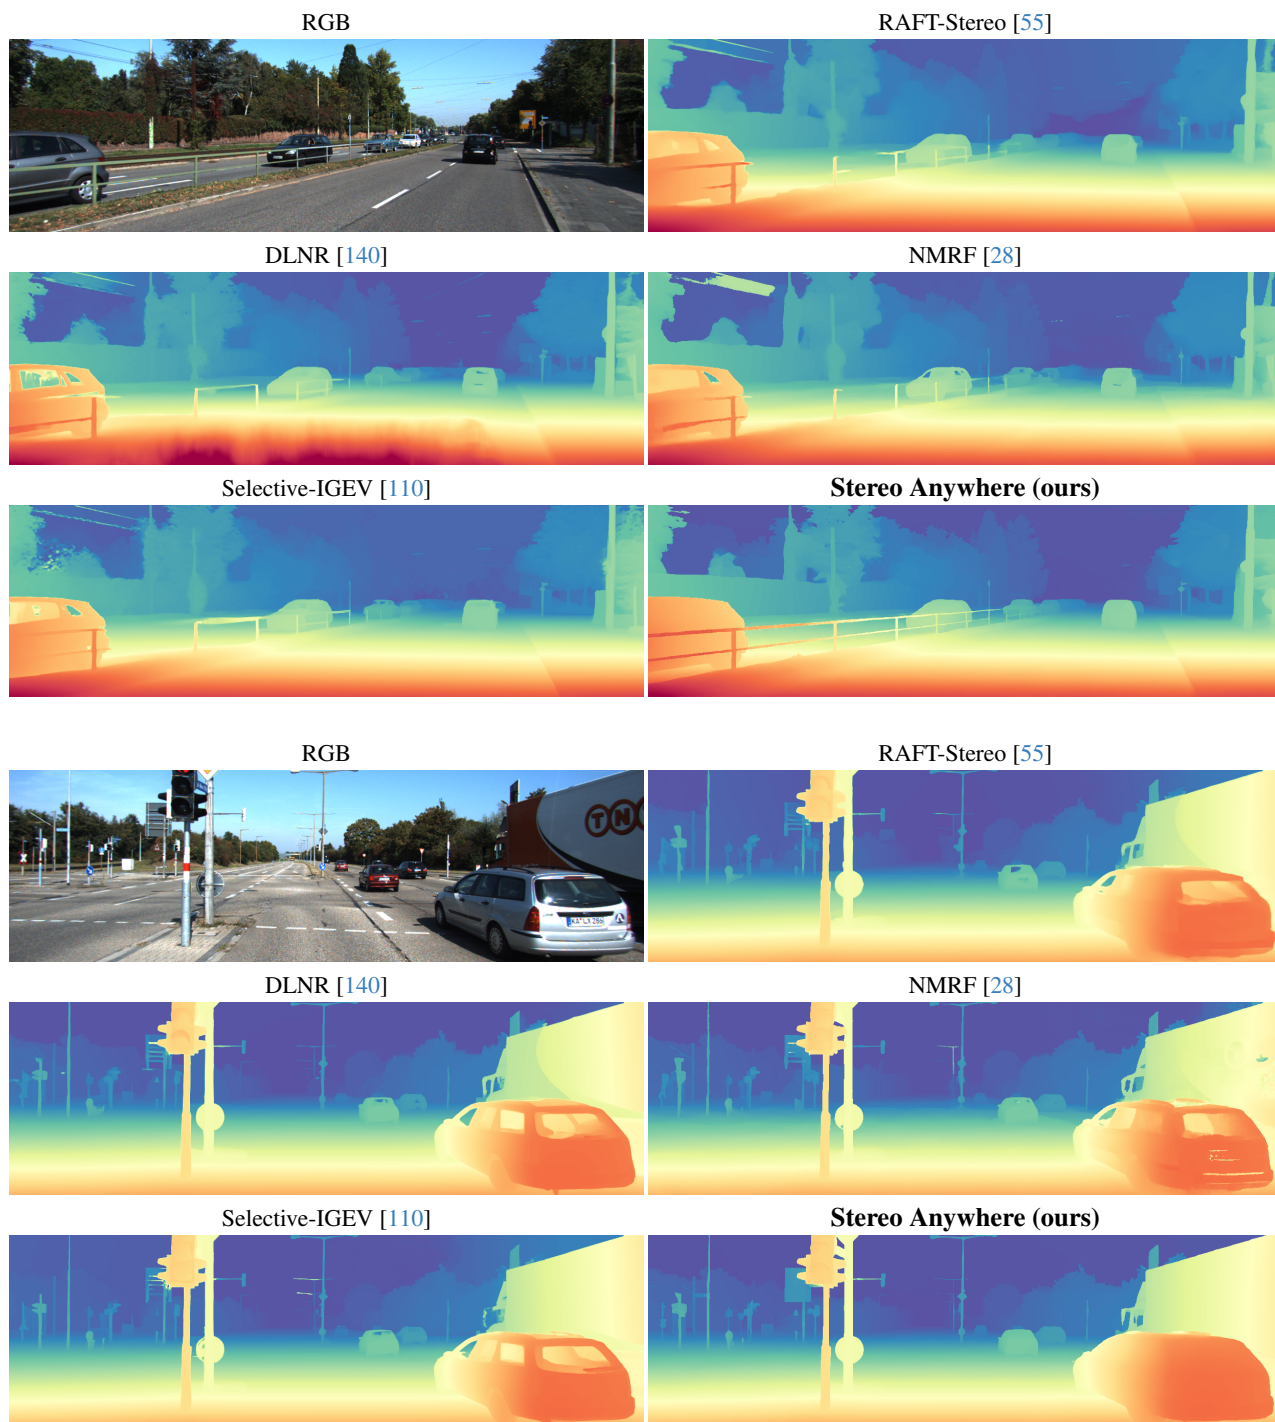 RGB
RAFT-Stereo [55]
DLNR [140]
NMRF [28]
Selective-IGEV [110]
Stereo Anywhere (ours)
RGB
RAFT-Stereo [55]
TN
DLNR [140]
NMRF [28]
Selective-IGEV [110]
Stereo Anywhere (ours)